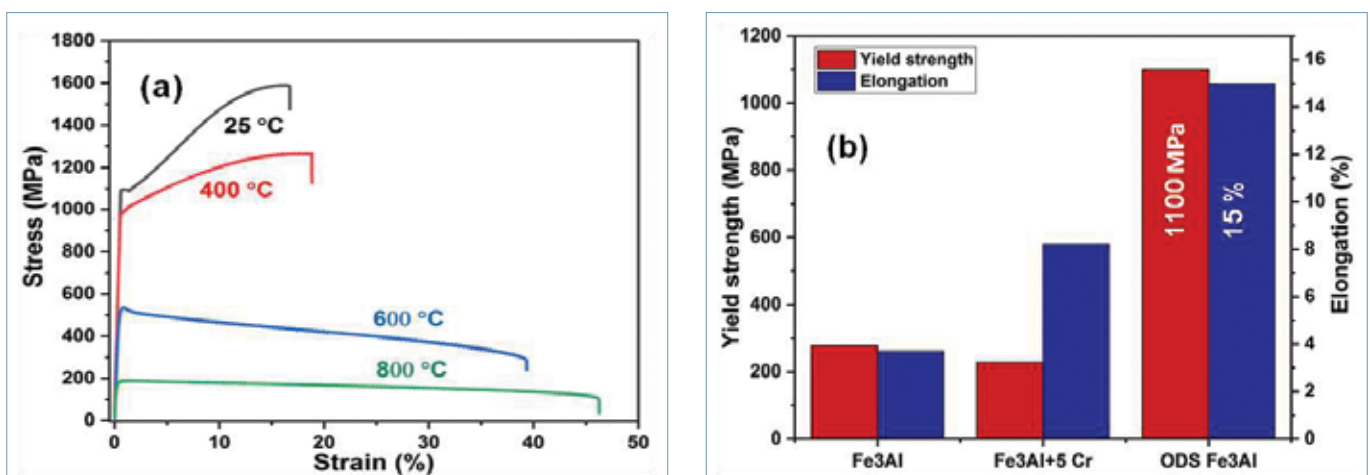 1800
1600
1400
1200
1000
800
600
400
200
0
Stress (MPa)
(a)
25 °C
400 °C
600 °C
800 °C
0 10 20 30 40 50
Strain (%)
1200
1000
800
600
400
200
0
Yield strength (MPa)
Yield strength
Elongation
(b)
1100 MPa
15 %
16
14
12
10
8
6
4
2
0
Elongation (%)
Fe3Al Fe3Al+5 Cr ODS Fe3Al